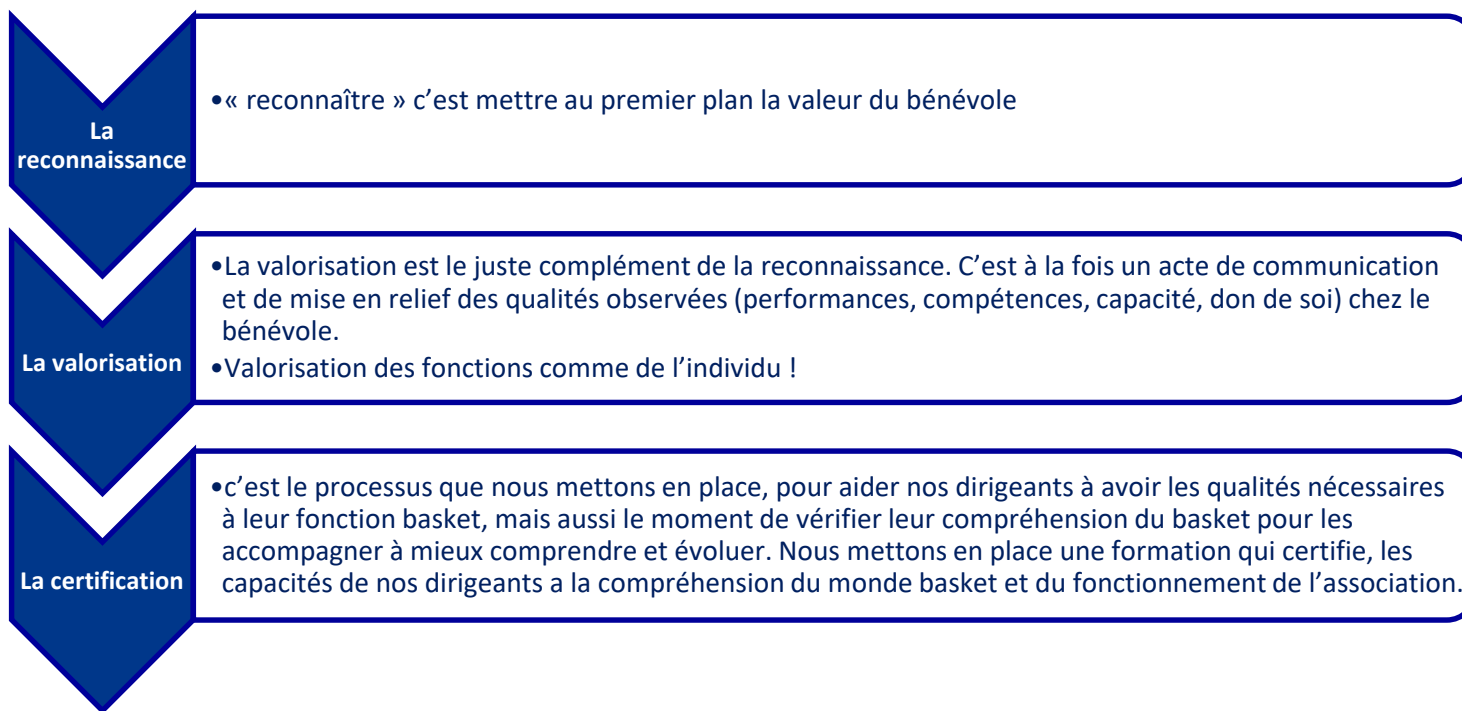 La
reconnaissance
•« reconnaître » c’est mettre au premier plan la valeur du bénévole
La valorisation
•La valorisation est le juste complément de la reconnaissance. C’est à la fois un acte de communication
et de mise en relief des qualités observées (performances, compétences, capacité, don de soi) chez le
bénévole.
•Valorisation des fonctions comme de l’individu !
La certification
•c’est le processus que nous mettons en place, pour aider nos dirigeants à avoir les qualités nécessaires
à leur fonction basket, mais aussi le moment de vérifier leur compréhension du basket pour les
accompagner à mieux comprendre et évoluer. Nous mettons en place une formation qui certifie, les
capacités de nos dirigeants a la compréhension du monde basket et du fonctionnement de l’association.